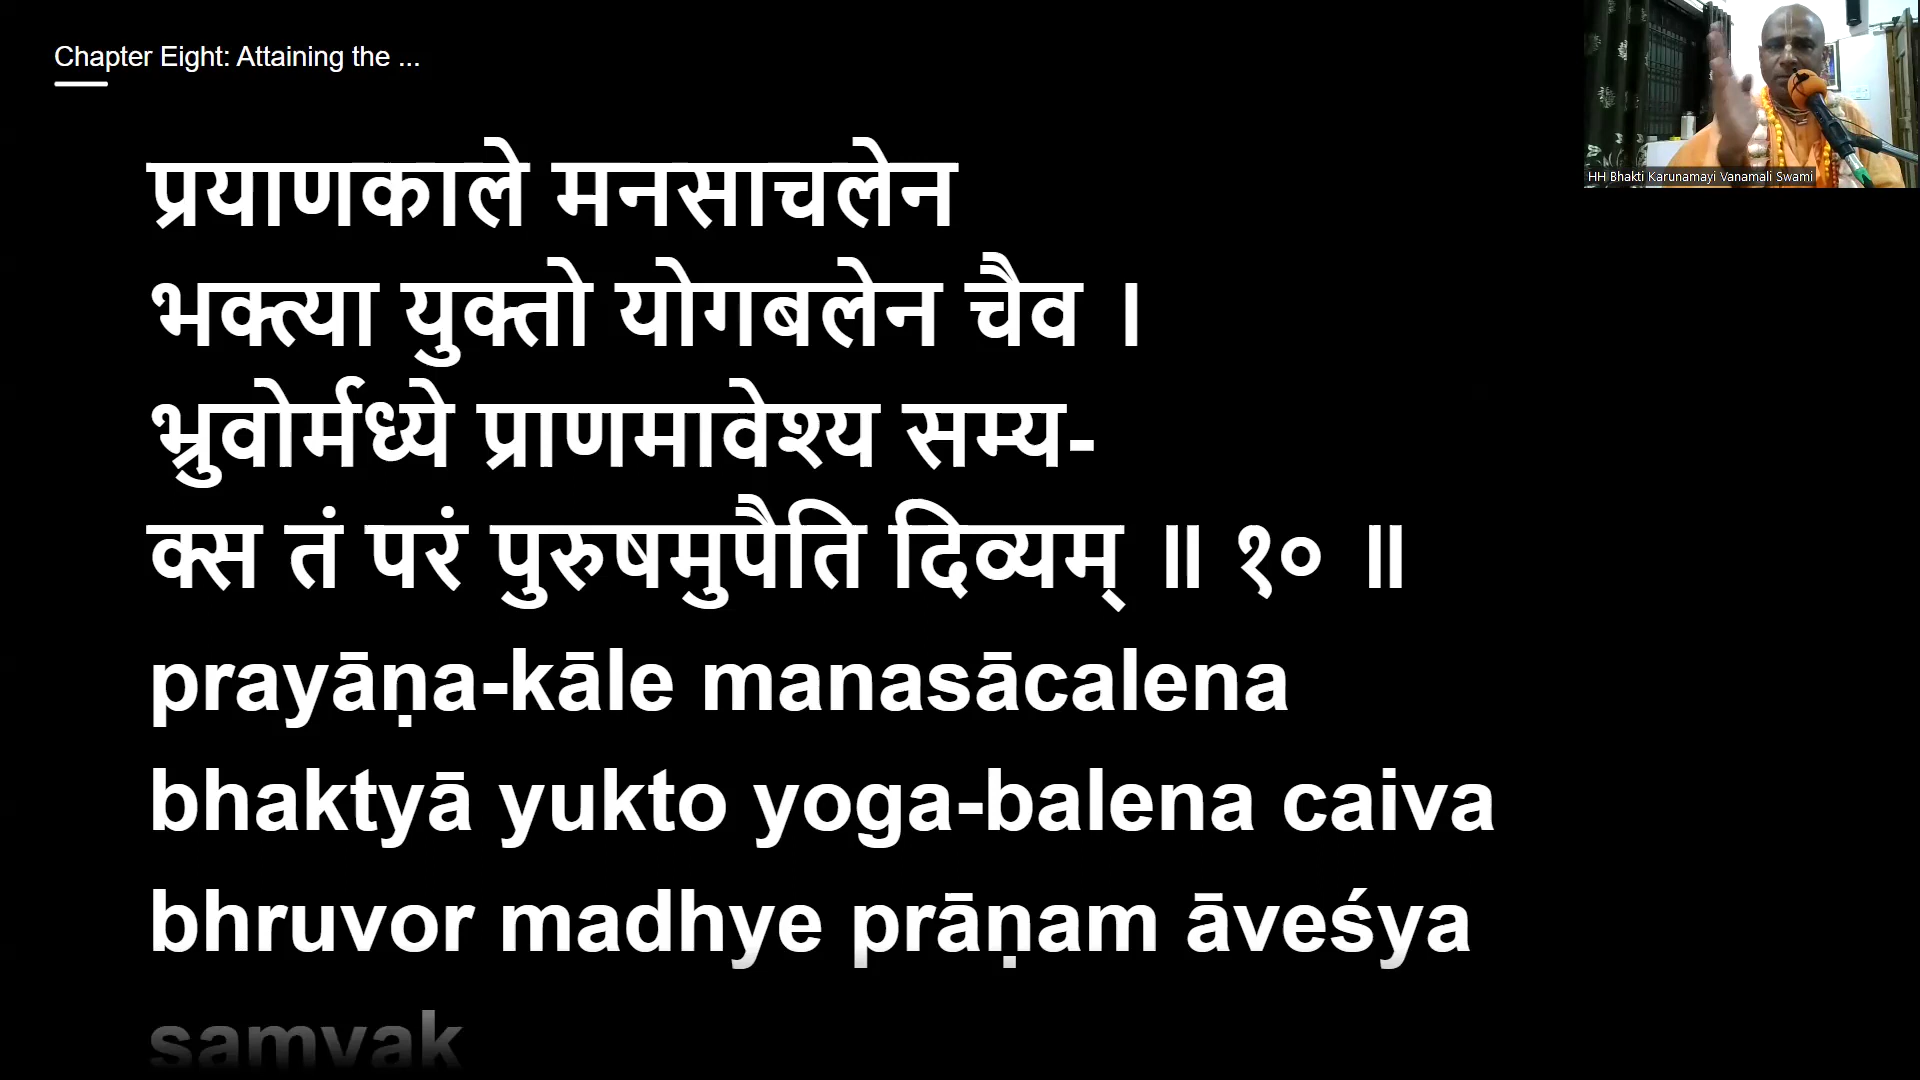 Chapter Eight: Attaining the ...
HH Bhakti Karunamayi Vanamali Swami
प्रयाणकाले मनसाचलेन
भक्त्या युक्तो योगबलेन चैव ।
भ्रुवोर्मध्ये प्राणमावेश्य सम्य-
क्स तं परं पुरुषमुपैति दिव्यम् ॥ १० ॥
prayāṇa-kāle manasācalena
bhaktyā yukto yoga-balena caiva
bhruvor madhye prāṇam āveśya
samyak